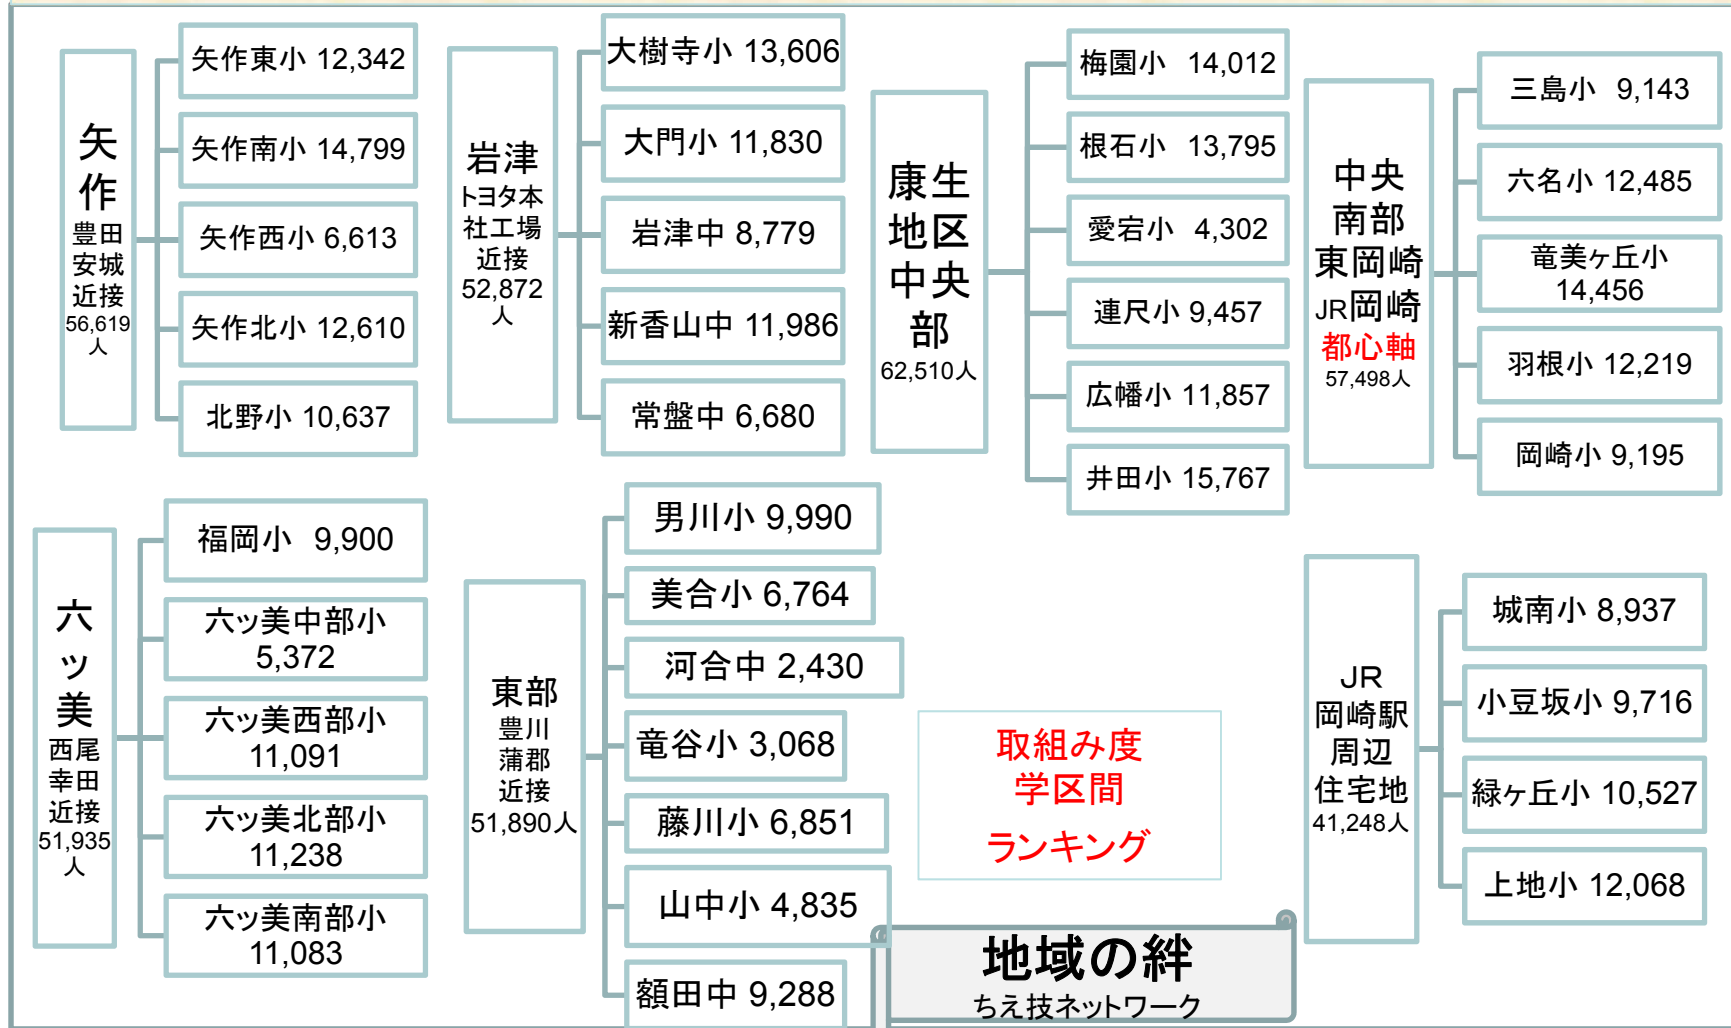 矢
作
豊田
安城
近接
56,619
人
矢作東小 12,342
矢作南小 14,799
矢作西小 6,613
矢作北小 12,610
北野小 10,637
岩津
トヨタ本
社工場
近接
52,872
人
大樹寺小 13,606
大門小 11,830
岩津中 8,779
新香山中 11,986
常盤中 6,680
康生
地区
中央
部
62,510人
梅園小 14,012
根石小 13,795
愛宕小 4,302
連尺小 9,457
広幡小 11,857
井田小 15,767
中央
南部
東岡崎
JR岡崎
都心軸
57,498人
三島小 9,143
六名小 12,485
竜美ヶ丘小
14,456
羽根小 12,219
岡崎小 9,195
六
ッ
美
西尾
幸田
近接
51,935
人
福岡小 9,900
六ッ美中部小
5,372
六ッ美西部小
11,091
六ッ美北部小
11,238
六ッ美南部小
11,083
東部
豊川
蒲郡
近接
51,890人
男川小 9,990
美合小 6,764
河合中 2,430
竜谷小 3,068
藤川小 6,851
山中小 4,835
額田中 9,288
取組み度
学区間
ランキング
地域の絆
ちえ技ネットワーク
JR
岡崎駅
周辺
住宅地
41,248人
城南小 8,937
小豆坂小 9,716
緑ヶ丘小 10,527
上地小 12,068